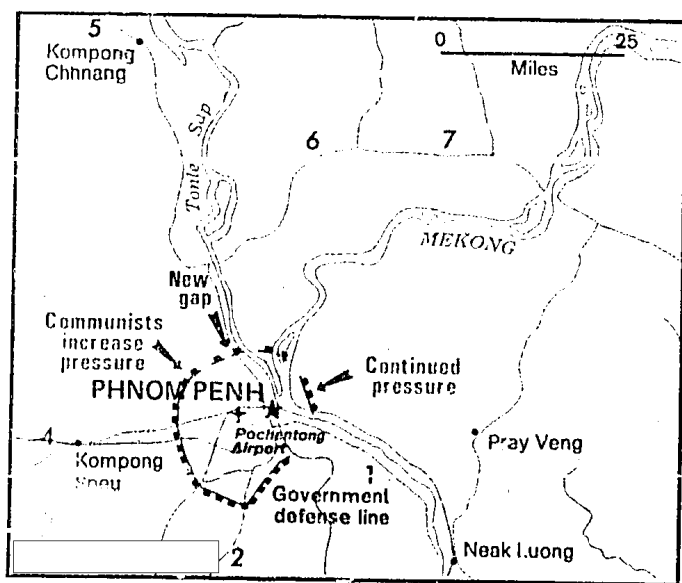 5
Kompong
Chhnang
0 25
Miles
Tonle Sap
6
7
MEKONG
New
gap
Communists
increase
pressure
Continued
pressure
PHNOM PENH
Pochentong
Airport
4
Kompong
Speu
Pray Veng
1
Government
defense line
2
Neak Luong